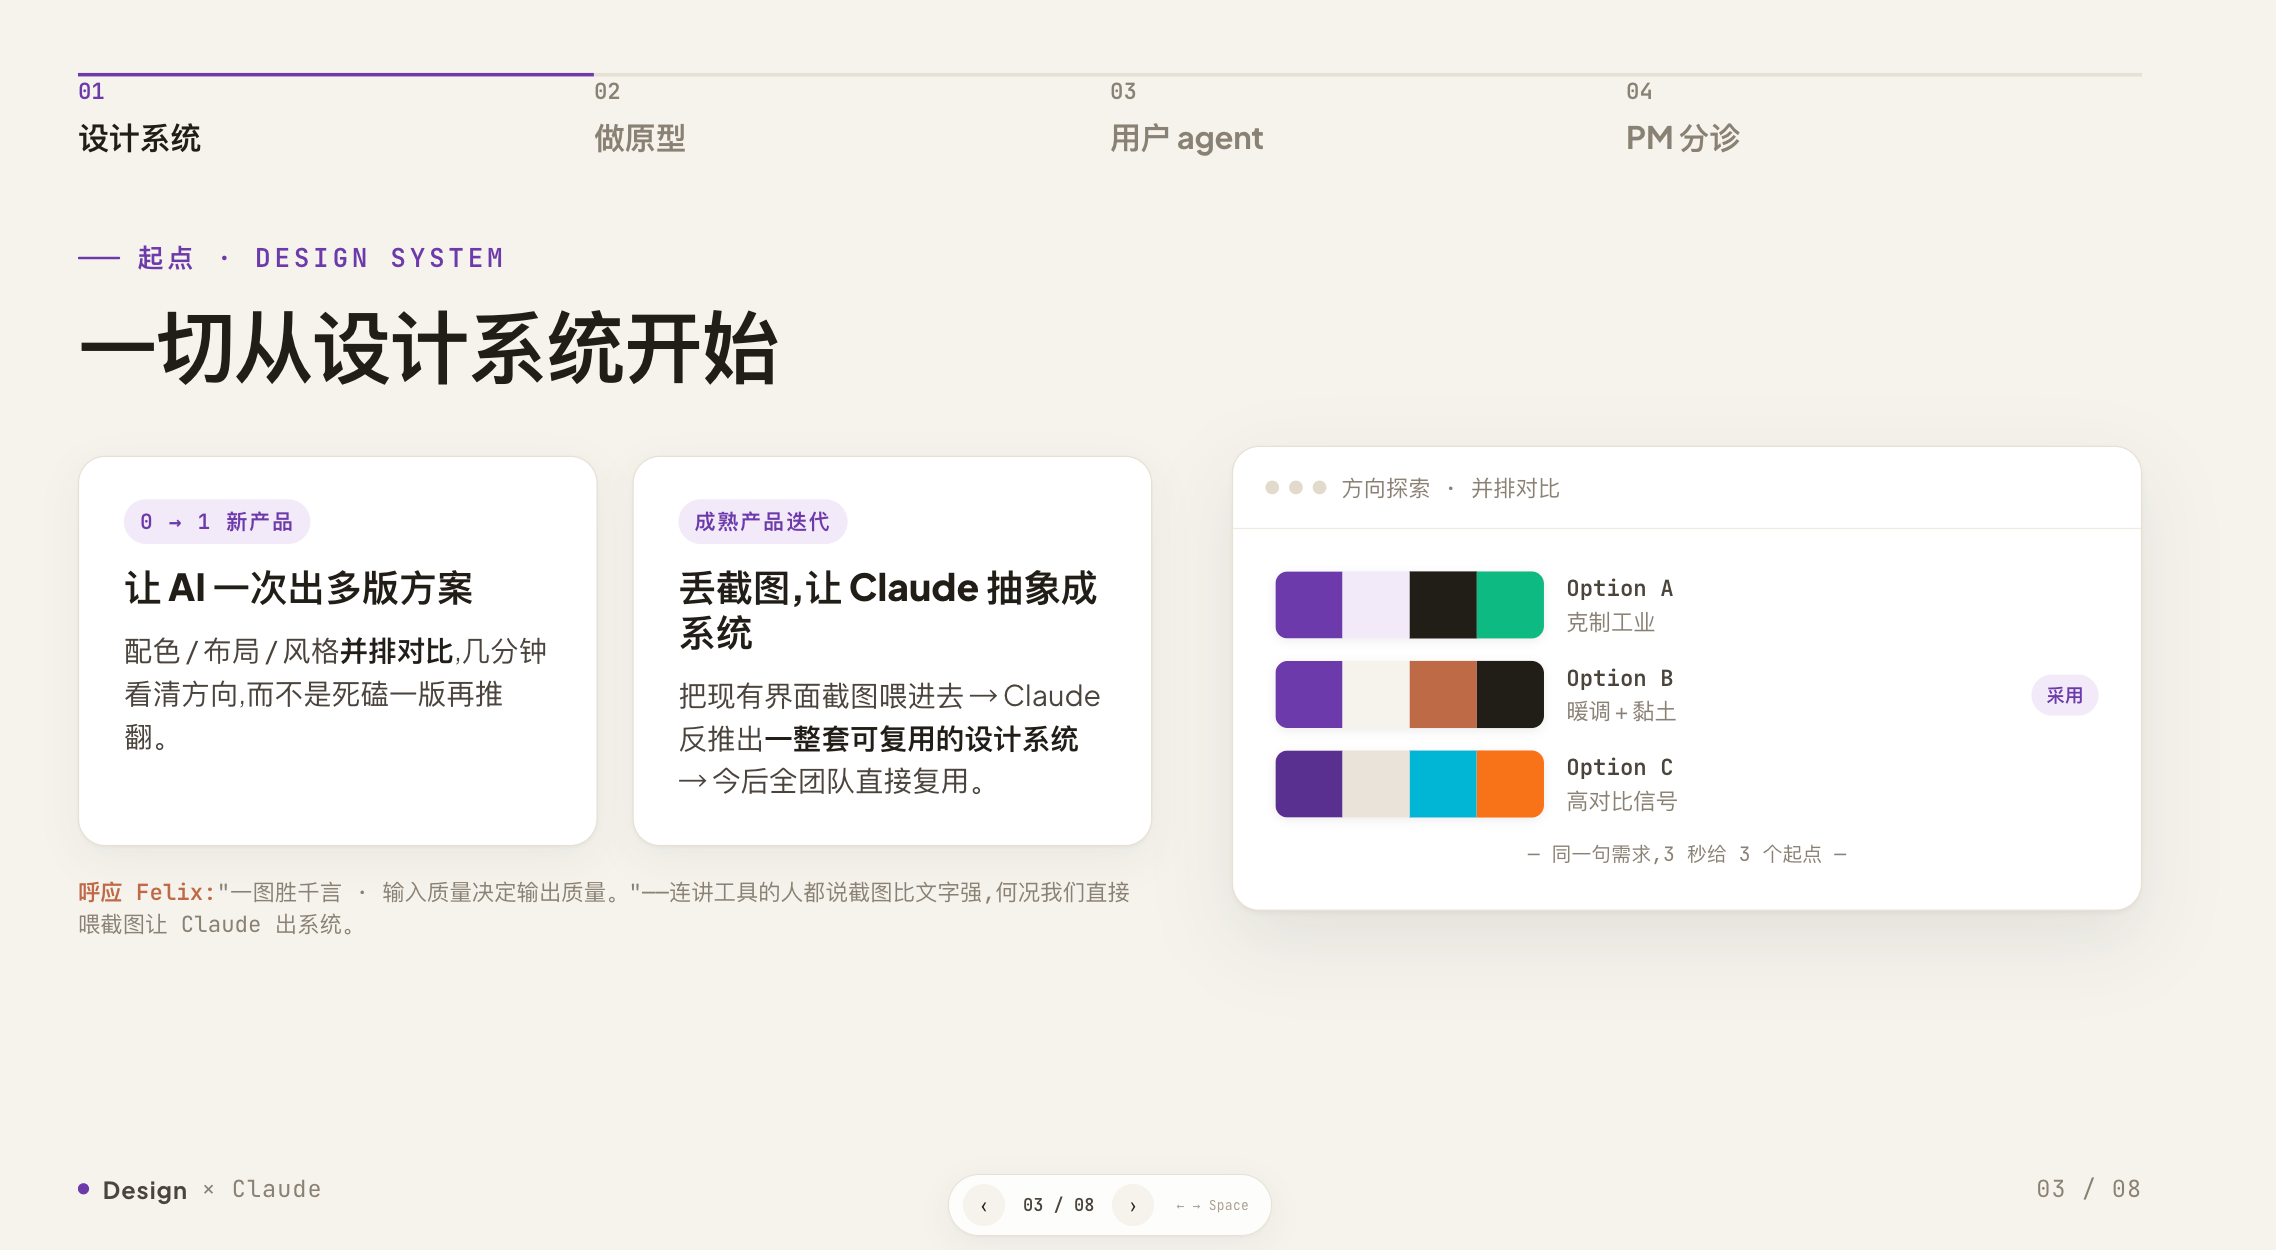 01
设计系统
02
做原型
03
用户 agent
04
PM 分诊
起点 · DESIGN SYSTEM
一切从设计系统开始
0 → 1 新产品
让 AI 一次出多版方案
配色 / 布局 / 风格并排对比,几分钟
看清方向,而不是死磕一版再推
翻。
成熟产品迭代
丢截图,让 Claude 抽象成
系统
把现有界面截图喂进去 → Claude
反推出一整套可复用的设计系统
→ 今后全团队直接复用。
呼应 Felix:"一图胜千言 · 输入质量决定输出质量。"——连讲工具的人都说截图比文字强,何况我们直接
喂截图让 Claude 出系统。
方向探索 · 并排对比
Option A
克制工业
Option B
暖调 + 黏土
采用
Option C
高对比信号
— 同一句需求,3 秒给 3 个起点 —
Design × Claude
‹ 03 / 08 › ← → Space
03 / 08